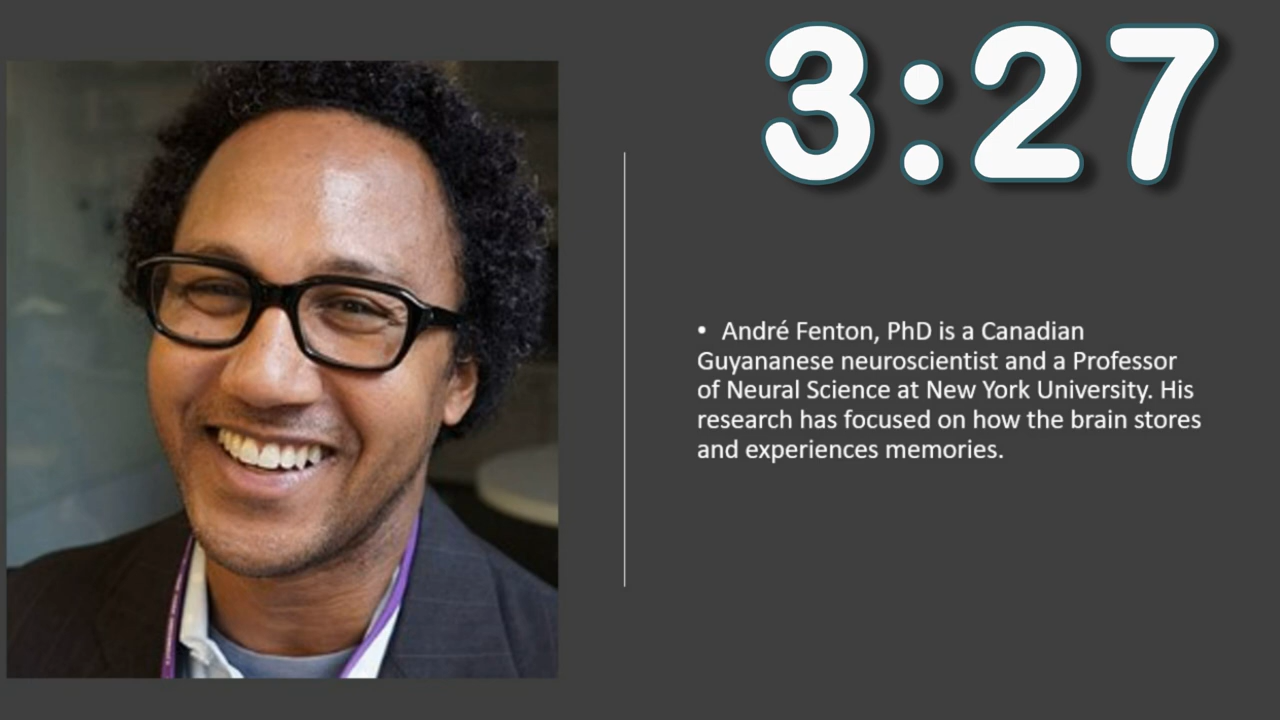 3:27
• André Fenton, PhD is a Canadian
Guyananese neuroscientist and a Professor
of Neural Science at New York University. His
research has focused on how the brain stores
and experiences memories.